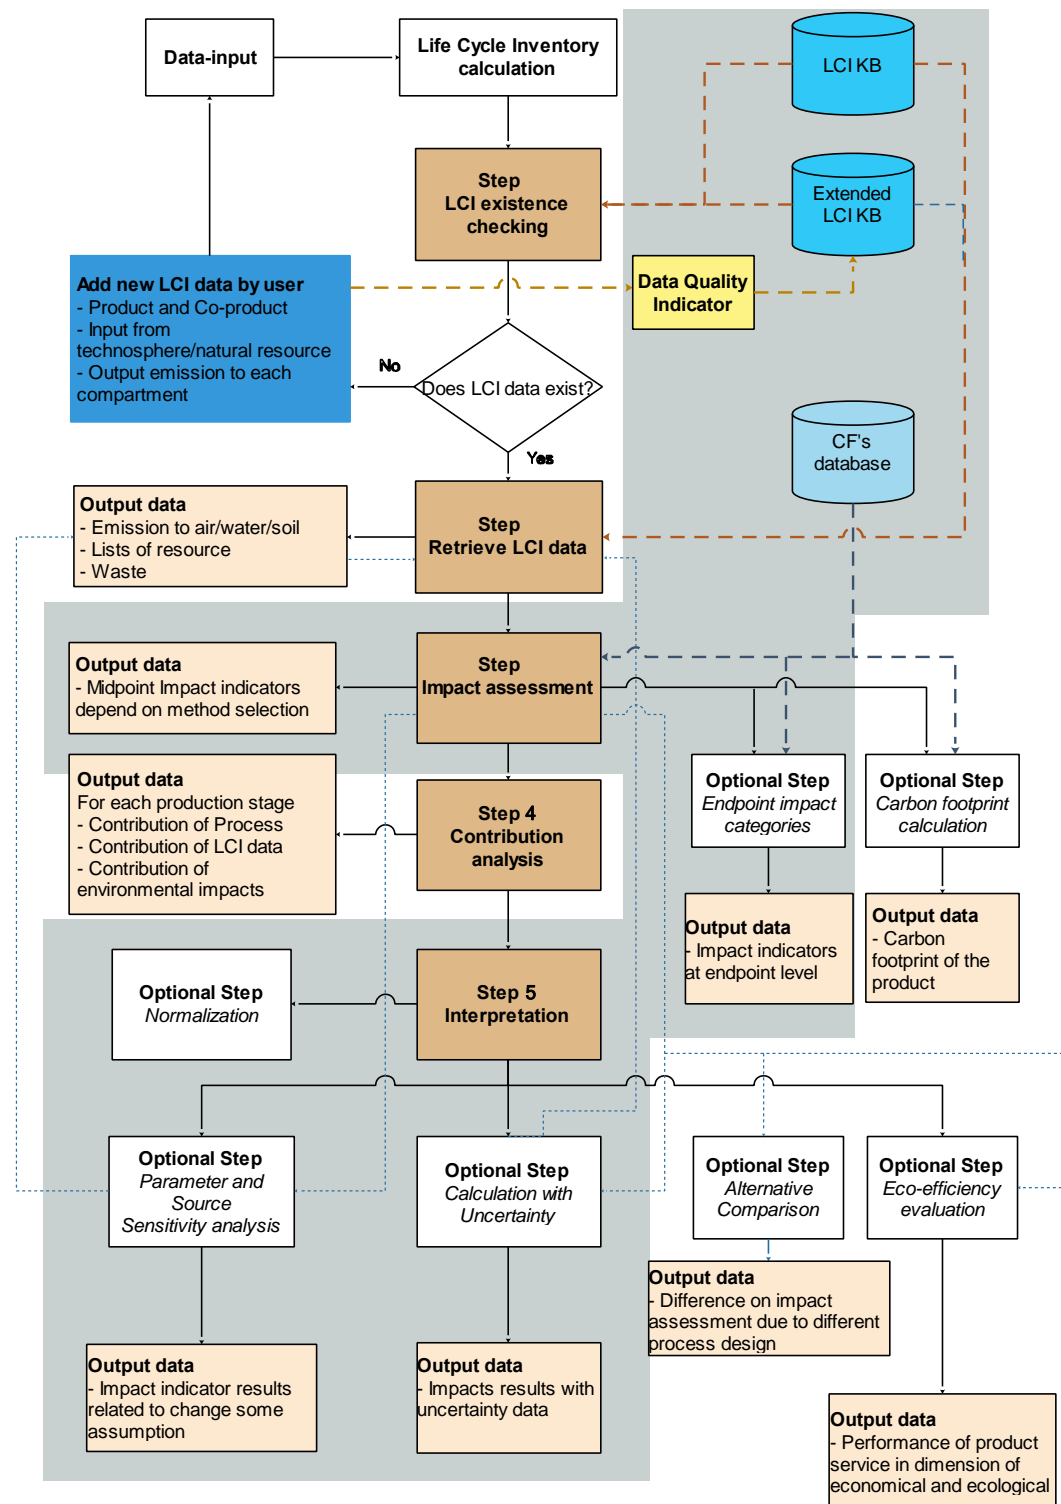 Data-input
Life Cycle Inventory
calculation
LCI KB
Step
LCI existence
checking
Extended
LCI KB
Add new LCI data by user
- Product and Co-product
- Input from
technosphere/natural resource
- Output emission to each
compartment
Data Quality
Indicator
No
Does LCI data exist?
Yes
CF's
database
Output data
- Emission to air/water/soil
- Lists of resource
- Waste
Step
Retrieve LCI data
Output data
- Midpoint Impact indicators
depend on method selection
Step
Impact assessment
Output data
For each production stage
- Contribution of Process
- Contribution of LCI data
- Contribution of
environmental impacts
Step 4
Contribution
analysis
Optional Step
Endpoint impact
categories
Optional Step
Carbon footprint
calculation
Output data
- Impact indicators
at endpoint level
Output data
- Carbon
footprint of the
product
Optional Step
Normalization
Step 5
Interpretation
Optional Step
Parameter and
Source
Sensitivity analysis
Optional Step
Calculation with
Uncertainty
Optional Step
Alternative
Comparison
Optional Step
Eco-efficiency
evaluation
Output data
- Difference on impact
assessment due to different
process design
Output data
- Impact indicator results
related to change some
assumption
Output data
- Impacts results with
uncertainty data
Output data
- Performance of product
service in dimension of
economical and ecological